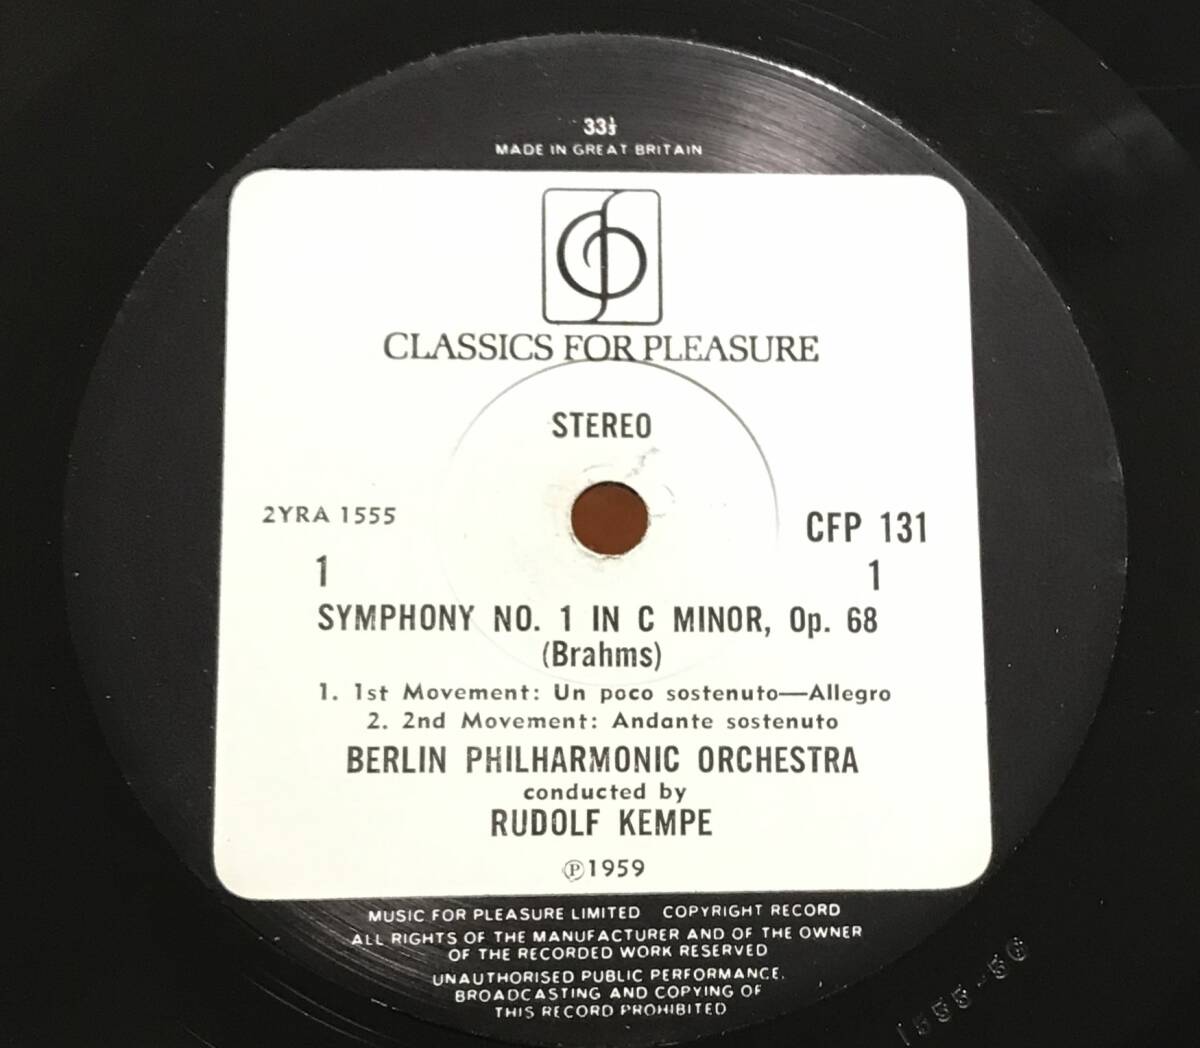 33⅓
MADE IN GREAT BRITAIN
CLASSICS FOR PLEASURE
STEREO
2YRA 1555
CFP 131
1
1
SYMPHONY NO. 1 IN C MINOR, Op. 68
(Brahms)
1. 1st Movement: Un poco sostenuto—Allegro
2. 2nd Movement: Andante sostenuto
BERLIN PHILHARMONIC ORCHESTRA
conducted by
RUDOLF KEMPE
℗1959
MUSIC FOR PLEASURE LIMITED COPYRIGHT RECORD
ALL RIGHTS OF THE MANUFACTURER AND OF THE OWNER
OF THE RECORDED WORK RESERVED
UNAUTHORISED PUBLIC PERFORMANCE,
BROADCASTING AND COPYING OF
THIS RECORD PROHIBITED
1555-5G